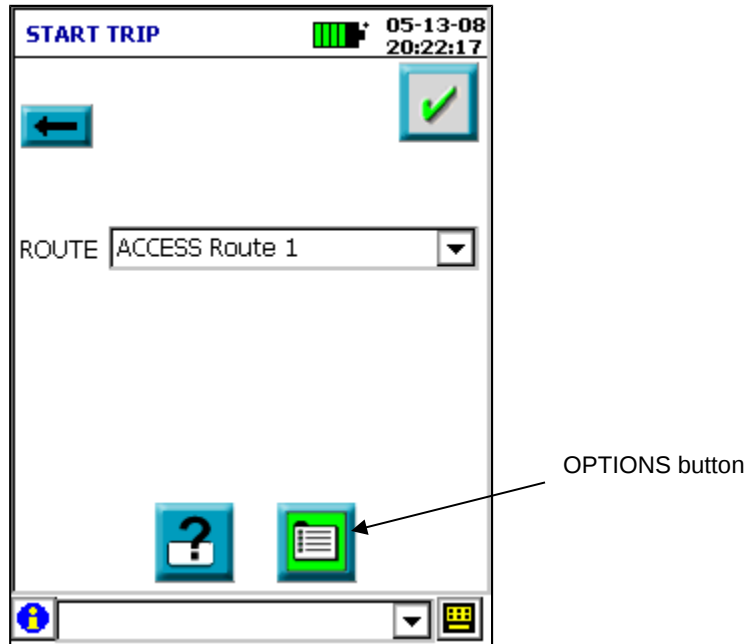 START TRIP
05-13-08
20:22:17
ROUTE ACCESS Route 1
OPTIONS button
?